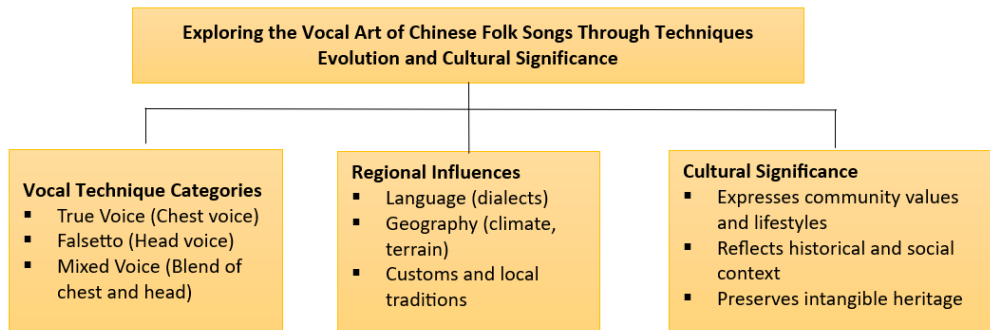 Exploring the Vocal Art of Chinese Folk Songs Through Techniques
Evolution and Cultural Significance
Vocal Technique Categories
▪ True Voice (Chest voice)
▪ Falsetto (Head voice)
▪ Mixed Voice (Blend of
chest and head)
Regional Influences
▪ Language (dialects)
▪ Geography (climate,
terrain)
▪ Customs and local
traditions
Cultural Significance
▪ Expresses community values
and lifestyles
▪ Reflects historical and social
context
▪ Preserves intangible heritage